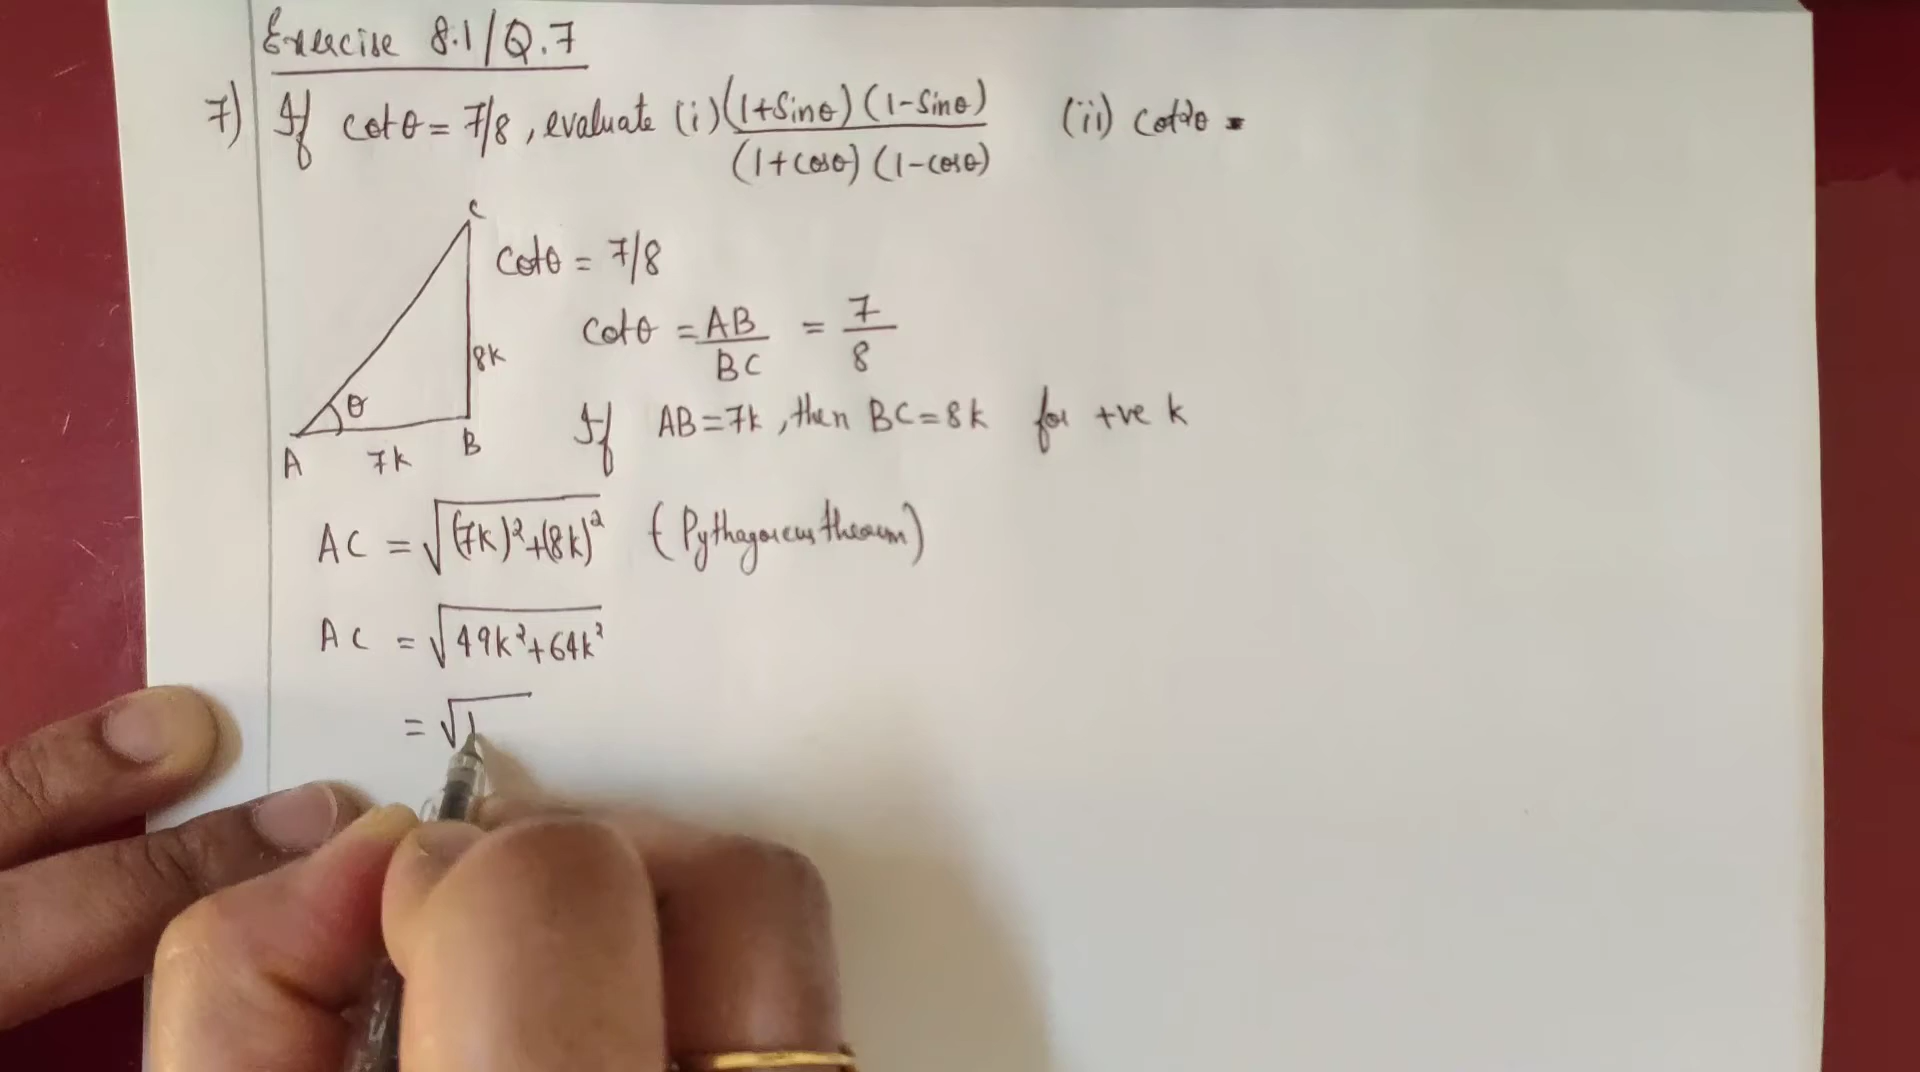 Exercise 8.1/Q.7
7) If cotθ = 7/8, evaluate (i) (1+sinθ)(1-sinθ) (ii) cot²θ
(1+cosθ)(1-cosθ)
C
cotθ = 7/8
cotθ = AB = 7
BC 8
8k
θ
If AB=7k, then BC=8k for +ve k
A 7k B
AC = √(7k)²+(8k)² (Pythagoreus theorem)
AC = √49k²+64k²
= √1